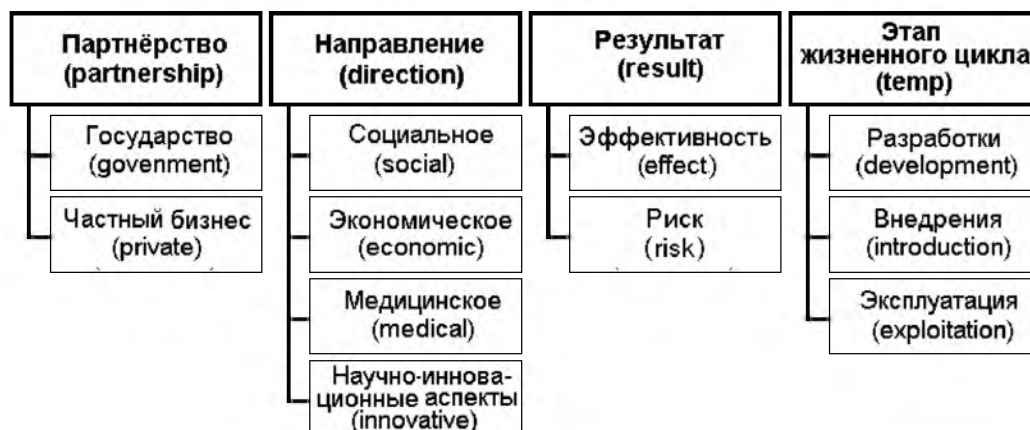 Партнёрство
(partnership)
Государство
(govenment)
Частный бизнес
(private)
Направление
(direction)
Социальное
(social)
Экономическое
(economic)
Медицинское
(medical)
Научно-иннова-
ционные аспекты
(innovative)
Результат
(result)
Эффективность
(effect)
Риск
(risk)
Этап
жизненного цикла
(temp)
Разработки
(development)
Внедрения
(introduction)
Эксплуатация
(exploitation)